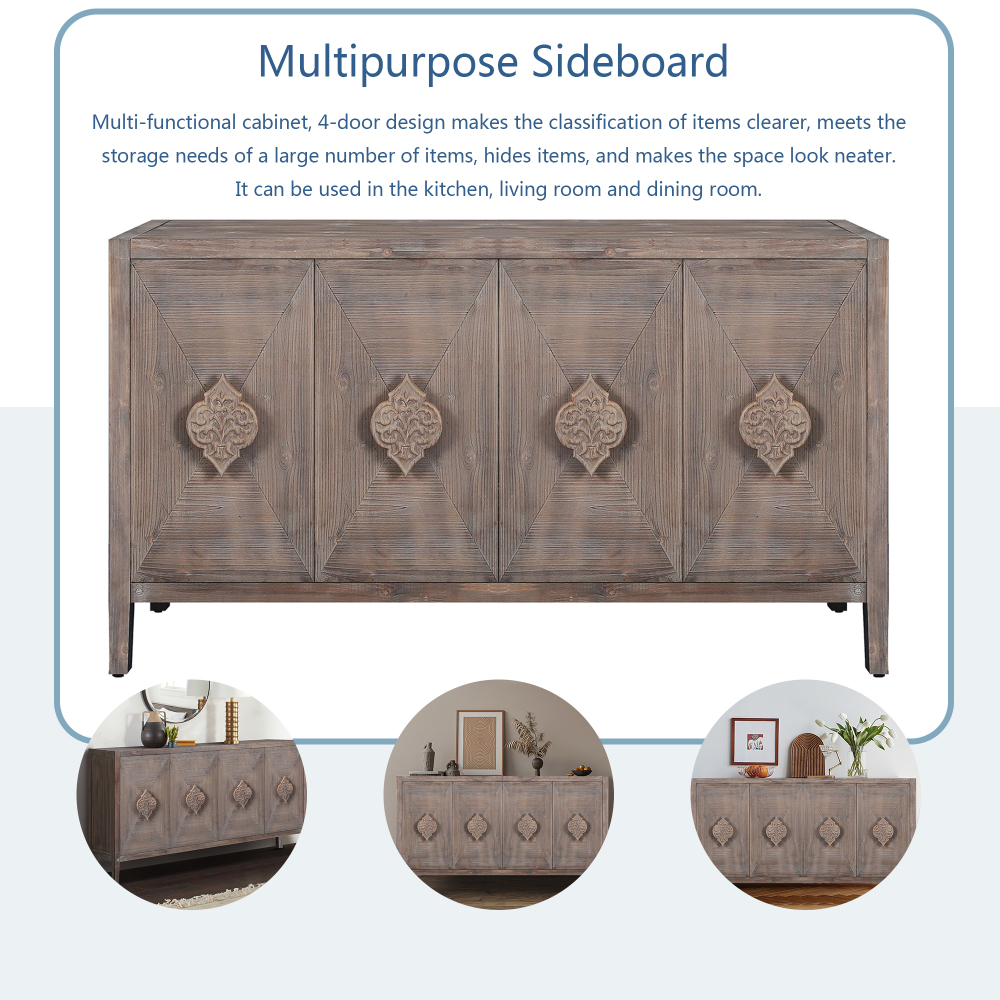 Multipurpose Sideboard
Multi-functional cabinet, 4-door design makes the classification of items clearer, meets the
storage needs of a large number of items, hides items, and makes the space look neater.
It can be used in the kitchen, living room and dining room.